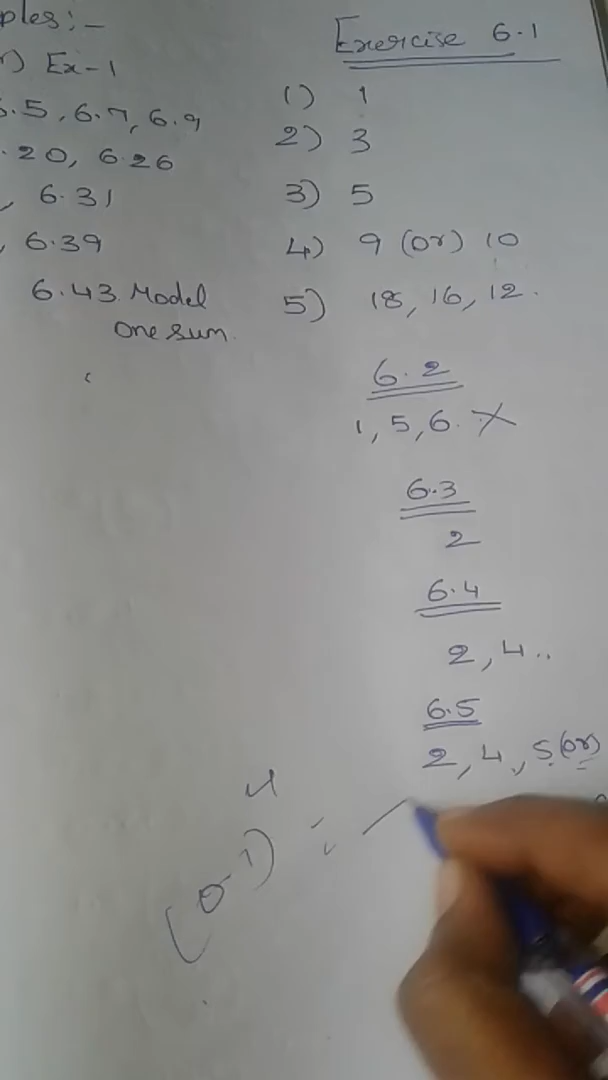 ples:-
Ex-1
6.5, 6.7, 6.9
.20, 6.26
, 6.31
, 6.39
6.43. Model
one sum.
Exercise 6.1
1) 1
2) 3
3) 5
4) 9 (or) 10
5) 18, 16, 12.
6.2
1, 5, 6. X
6.3
2
6.4
2, 4..
6.5
2, 4, 5 (or)